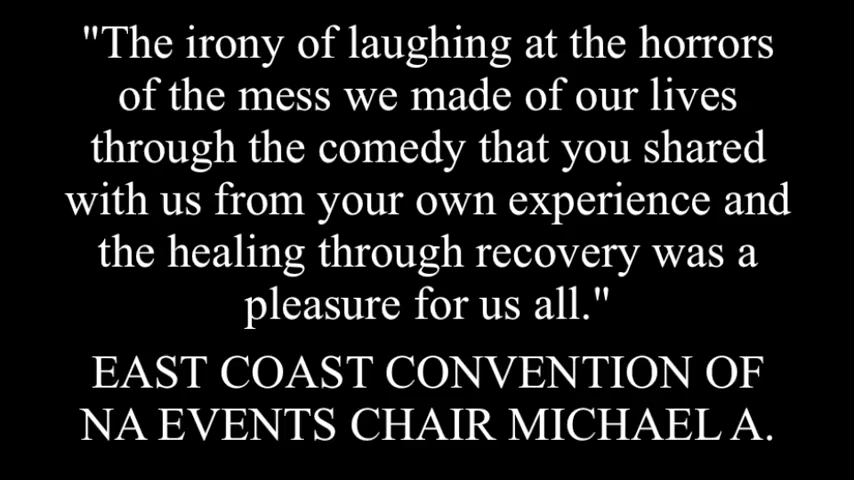 "The irony of laughing at the horrors
of the mess we made of our lives
through the comedy that you shared
with us from your own experience and
the healing through recovery was a
pleasure for us all."
EAST COAST CONVENTION OF
NA EVENTS CHAIR MICHAEL A.